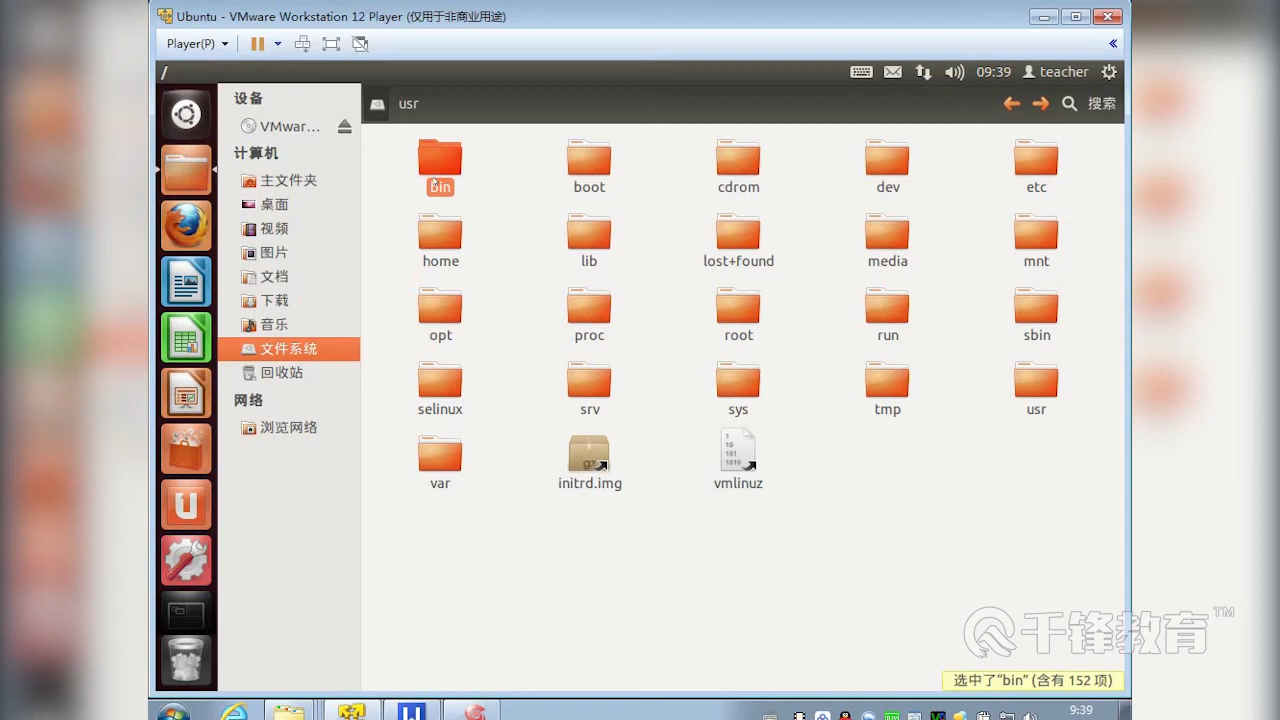 Ubuntu - VMware Workstation 12 Player (仅用于非商业用途)
Player(P)
/
09:39
teacher
设备
VMwar...
计算机
主文件夹
桌面
视频
图片
文档
下载
音乐
文件系统
回收站
网络
浏览网络
usr
搜索
bin
boot
cdrom
dev
etc
home
lib
lost+found
media
mnt
opt
proc
root
run
sbin
selinux
srv
sys
tmp
usr
var
initrd.img
vmlinuz
千锋教育™
选中了“bin” (含有 152 项)
9:39